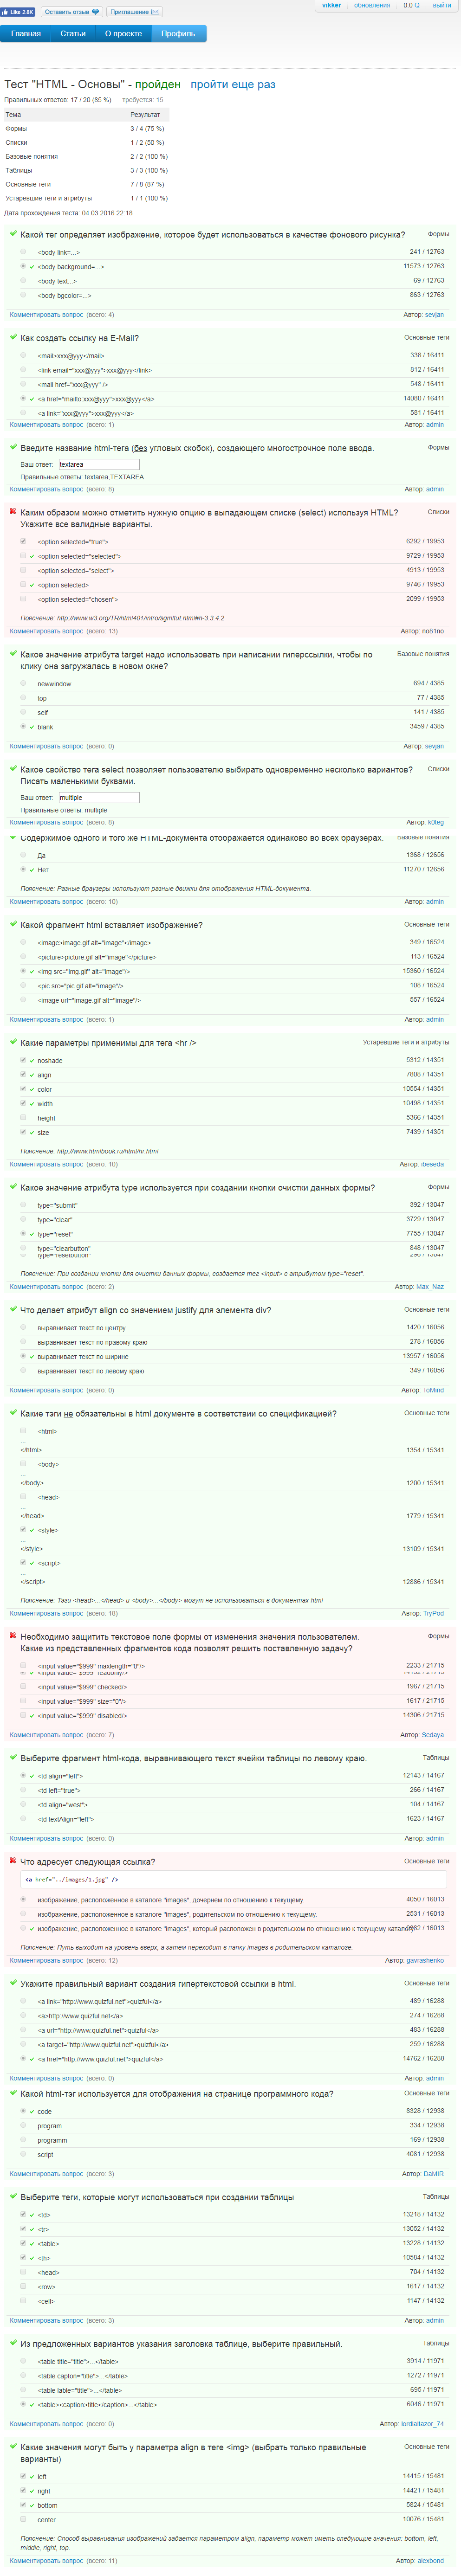 Like 2.8K Оставить отзыв Приглашение vikker обновления 0.0 Q выйти
Главная Статьи О проекте Профиль
Тест "HTML - Основы" - пройден пройти еще раз
Правильных ответов: 17 / 20 (85 %) требуется: 15
Тема Результат
Формы 3 / 4 (75 %)
Списки 1 / 2 (50 %)
Базовые понятия 2 / 2 (100 %)
Таблицы 3 / 3 (100 %)
Основные теги 7 / 8 (87 %)
Устаревшие теги и атрибуты 1 / 1 (100 %)
Дата прохождения теста: 04.03.2016 22:18
Какой тег определяет изображение, которое будет использоваться в качестве фонового рисунка? Формы
<body link=...> 241 / 12763
<body background=...> 11573 / 12763
<body text...> 69 / 12763
<body bgcolor=...> 863 / 12763
Комментировать вопрос (всего: 4) Автор: sevjan
Как создать ссылку на E-Mail? Основные теги
<mail>xxx@yyy</mail> 338 / 16411
<link email="xxx@yyy">xxx@yyy</link> 812 / 16411
<mail href="xxx@yyy" /> 548 / 16411
<a href="mailto:xxx@yyy">xxx@yyy</a> 14080 / 16411
<a link="xxx@yyy">xxx@yyy</a> 581 / 16411
Комментировать вопрос (всего: 1) Автор: admin
Введите название html-тега (без угловых скобок), создающего многострочное поле ввода. Формы
Ваш ответ: textarea
Правильные ответы: textarea,TEXTAREA
Комментировать вопрос (всего: 8) Автор: admin
Каким образом можно отметить нужную опцию в выпадающем списке (select) используя HTML? Списки
Укажите все валидные варианты.
<option selected="true"> 6292 / 19953
<option selected="selected"> 9729 / 19953
<option selected="select"> 4913 / 19953
<option selected> 9746 / 19953
<option selected="chosen"> 2099 / 19953
Пояснение: http://www.w3.org/TR/html401/intro/sgmltut.html#h-3.3.4.2
Комментировать вопрос (всего: 13) Автор: no81no
Какое значение атрибута target надо использовать при написании гиперссылки, чтобы по Базовые понятия
клику она загружалась в новом окне?
newwindow 694 / 4385
top 77 / 4385
self 141 / 4385
blank 3459 / 4385
Комментировать вопрос (всего: 0) Автор: sevjan
Какое свойство тега select позволяет пользователю выбирать одновременно несколько вариантов? Списки
Писать маленькими буквами.
Ваш ответ: multiple
Правильные ответы: multiple
Комментировать вопрос (всего: 8) Автор: k0teg
Содержимое одного и того же HTML-документа отображается одинаково во всех браузерах. Базовые понятия
Да 1368 / 12656
Нет 11270 / 12656
Пояснение: Разные браузеры используют разные движки для отображения HTML-документа.
Комментировать вопрос (всего: 10) Автор: admin
Какой фрагмент html вставляет изображение? Основные теги
<image>image.gif alt="image"</image> 349 / 16524
<picture>picture.gif alt="image"</picture> 113 / 16524
<img src="img.gif" alt="image"/> 15360 / 16524
<pic src="pic.gif alt="image"/> 108 / 16524
<image url="image.gif alt="image"/> 557 / 16524
Комментировать вопрос (всего: 1) Автор: admin
Какие параметры применимы для тега <hr /> Устаревшие теги и атрибуты
noshade 5312 / 14351
align 7808 / 14351
color 10554 / 14351
width 10498 / 14351
height 5366 / 14351
size 7439 / 14351
Пояснение: http://www.htmlbook.ru/html/hr.html
Комментировать вопрос (всего: 10) Автор: ibeseda
Какое значение атрибута type используется при создании кнопки очистки данных формы? Формы
type="submit" 392 / 13047
type="clear" 3729 / 13047
type="reset" 7755 / 13047
type="clearbutton" 848 / 13047
type="resetbutton"
Пояснение: При создании кнопки для очистки данных формы, создается тег <input> с атрибутом type="reset".
Комментировать вопрос (всего: 2) Автор: Max_Naz
Что делает атрибут align со значением justify для элемента div? Основные теги
выравнивает текст по центру 1420 / 16056
выравнивает текст по правому краю 278 / 16056
выравнивает текст по ширине 13957 / 16056
выравнивает текст по левому краю 349 / 16056
Комментировать вопрос (всего: 0) Автор: ToMind
Какие тэги не обязательны в html документе в соответствии со спецификацией? Основные теги
<html>
...
</html> 1354 / 15341
<body>
...
</body> 1200 / 15341
<head>
...
</head> 1779 / 15341
<style>
...
</style> 13109 / 15341
<script>
...
</script> 12886 / 15341
Пояснение: Тэги <head>...</head> и <body>...</body> могут не использоваться в документах html
Комментировать вопрос (всего: 18) Автор: TryPod
Необходимо защитить текстовое поле формы от изменения значения пользователем. Формы
Какие из представленных фрагментов кода позволят решить поставленную задачу?
<input value="$999" maxlength="0"/> 2233 / 21715
<input value="$999" readonly/>
<input value="$999" checked/> 1967 / 21715
<input value="$999" size="0"/> 1617 / 21715
<input value="$999" disabled/> 14306 / 21715
Комментировать вопрос (всего: 7) Автор: Sedaya
Выберите фрагмент html-кода, выравнивающего текст ячейки таблицы по левому краю. Таблицы
<td align="left"> 12143 / 14167
<td left="true"> 266 / 14167
<td align="west"> 104 / 14167
<td textAlign="left"> 1623 / 14167
Комментировать вопрос (всего: 0) Автор: admin
Что адресует следующая ссылка? Основные теги
<a href="../images/1.jpg" />
изображение, расположенное в каталоге "images", дочернем по отношению к текущему. 4050 / 16013
изображение, расположенное в каталоге "images", родительском по отношению к текущему. 2531 / 16013
изображение, расположенное в каталоге "images", который расположен в родительском по отношению к текущему каталогу. / 16013
Пояснение: Путь выходит на уровень вверх, а затем переходит в папку images в родительском каталоге.
Комментировать вопрос (всего: 12) Автор: gavrashenko
Укажите правильный вариант создания гипертекстовой ссылки в html. Основные теги
<a link="http://www.quizful.net">quizful</a> 489 / 16288
<a>http://www.quizful.net</a> 274 / 16288
<a url="http://www.quizful.net">quizful</a> 483 / 16288
<a target="http://www.quizful.net">quizful</a> 259 / 16288
<a href="http://www.quizful.net">quizful</a> 14762 / 16288
Комментировать вопрос (всего: 0) Автор: admin
Какой html-тэг используется для отображения на странице программного кода? Основные теги
code 8328 / 12938
program 334 / 12938
programm 169 / 12938
script 4081 / 12938
Комментировать вопрос (всего: 3) Автор: DaMIR
Выберите теги, которые могут использоваться при создании таблицы Таблицы
<td> 13218 / 14132
<tr> 13052 / 14132
<table> 13228 / 14132
<th> 10584 / 14132
<head> 704 / 14132
<row> 1617 / 14132
<cell> 1147 / 14132
Комментировать вопрос (всего: 3) Автор: admin
Из предложенных вариантов указания заголовка таблице, выберите правильный. Таблицы
<table title="title">...</table> 3914 / 11971
<table capton="title">...</table> 1272 / 11971
<table lable="title">...</table> 695 / 11971
<table><caption>title</caption>...</table> 6046 / 11971
Комментировать вопрос (всего: 0) Автор: lordlaltazor_74
Какие значения могут быть у параметра align в теге <img> (выбрать только правильные Основные теги
варианты)
left 14415 / 15481
right 14421 / 15481
bottom 5824 / 15481
center 10076 / 15481
Пояснение: Способ выравнивания изображений задается параметром align, параметр может иметь следующие значения: bottom, left,
middle, right, top.
Комментировать вопрос (всего: 11) Автор: alexbond